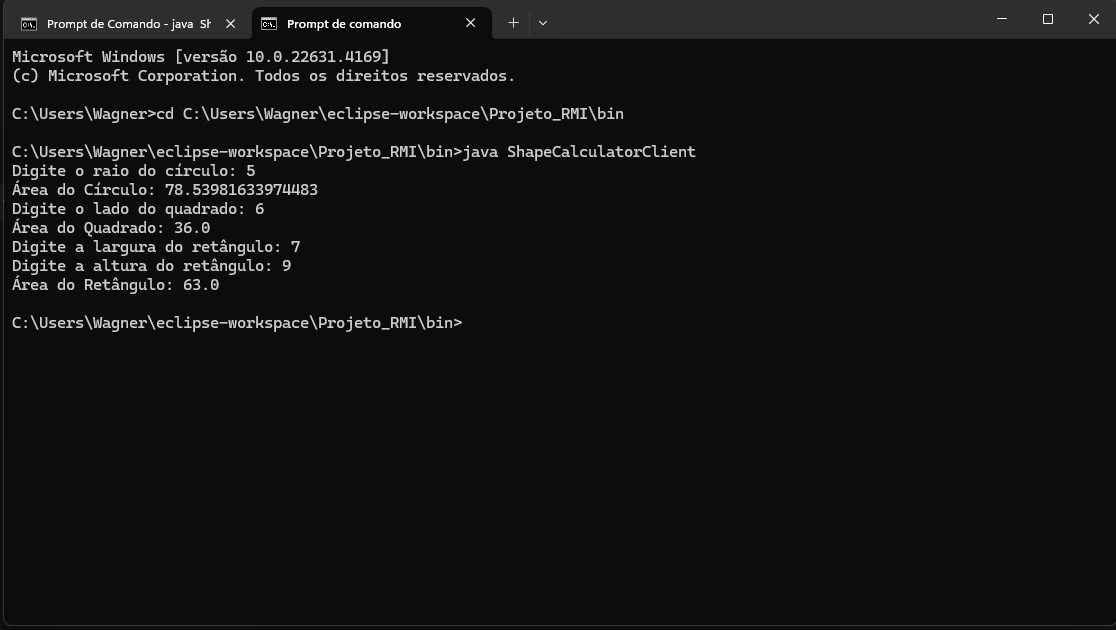 Prompt de Comando - java Sh
Prompt de comando
Microsoft Windows [versão 10.0.22631.4169]
(c) Microsoft Corporation. Todos os direitos reservados.
C:\Users\Wagner>cd C:\Users\Wagner\eclipse-workspace\Projeto_RMI\bin
C:\Users\Wagner\eclipse-workspace\Projeto_RMI\bin>java ShapeCalculatorClient
Digite o raio do círculo: 5
Área do Círculo: 78.53981633974483
Digite o lado do quadrado: 6
Área do Quadrado: 36.0
Digite a largura do retângulo: 7
Digite a altura do retângulo: 9
Área do Retângulo: 63.0
C:\Users\Wagner\eclipse-workspace\Projeto_RMI\bin>